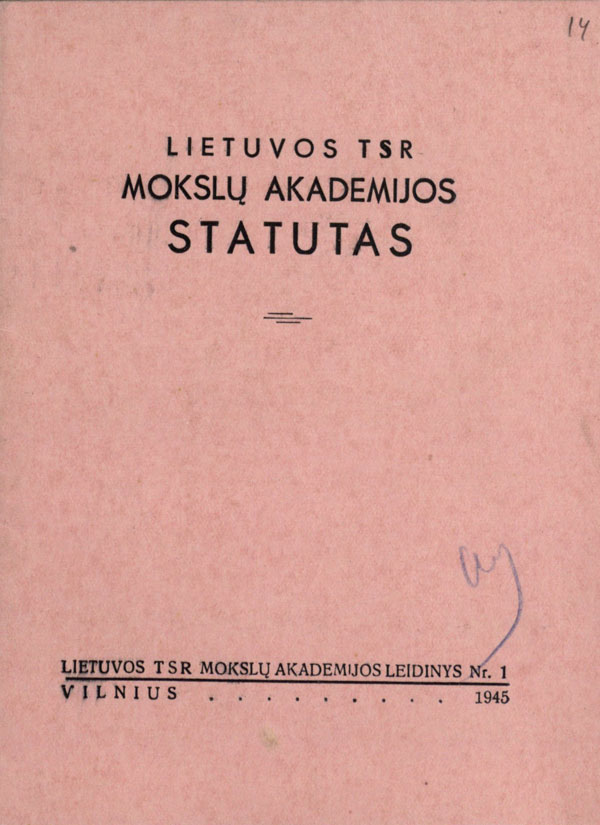 14
LIETUVOS TSR
MOKSLŲ AKADEMIJOS
STATUTAS
LIETUVOS TSR MOKSLŲ AKADEMIJOS LEIDINYS Nr. 1
VILNIUS . . . . . . . . . 1945